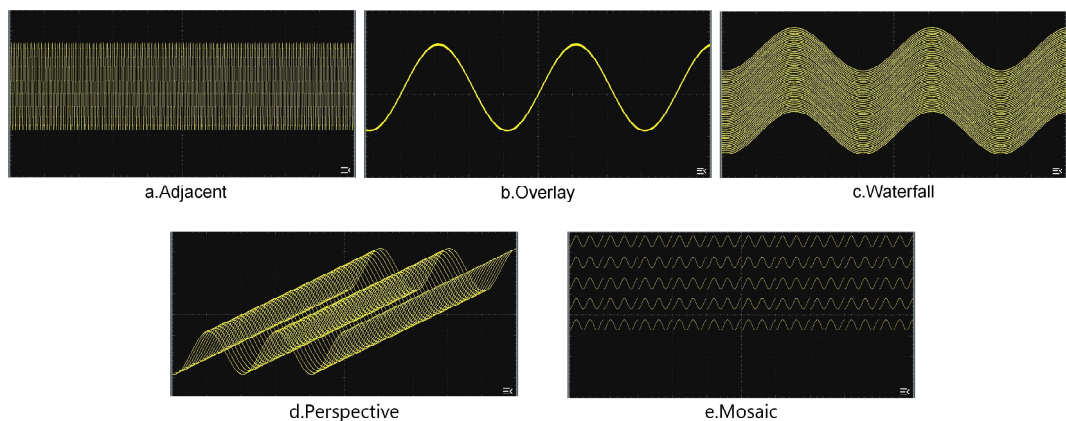 a.Adjacent
b.Overlay
c.Waterfall
d.Perspective
e.Mosaic